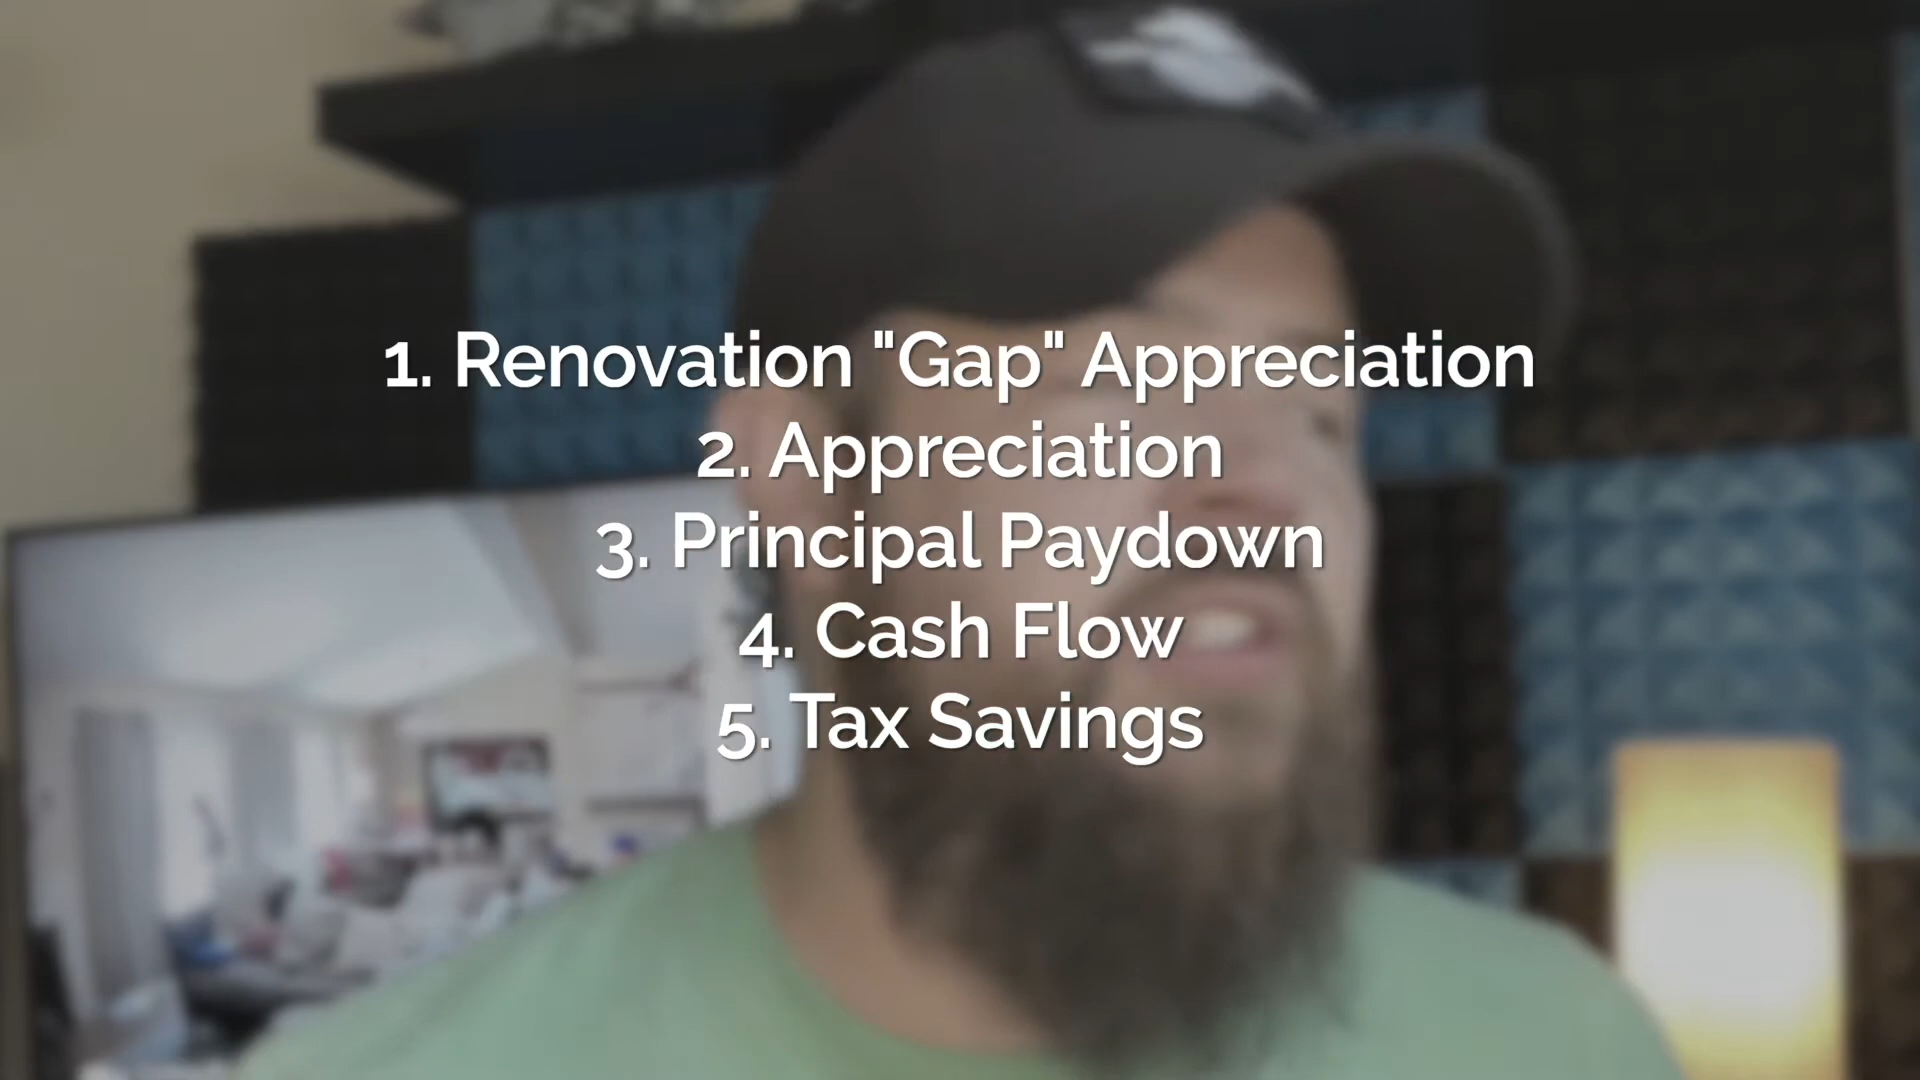 1. Renovation "Gap" Appreciation
2. Appreciation
3. Principal Paydown
4. Cash Flow
5. Tax Savings